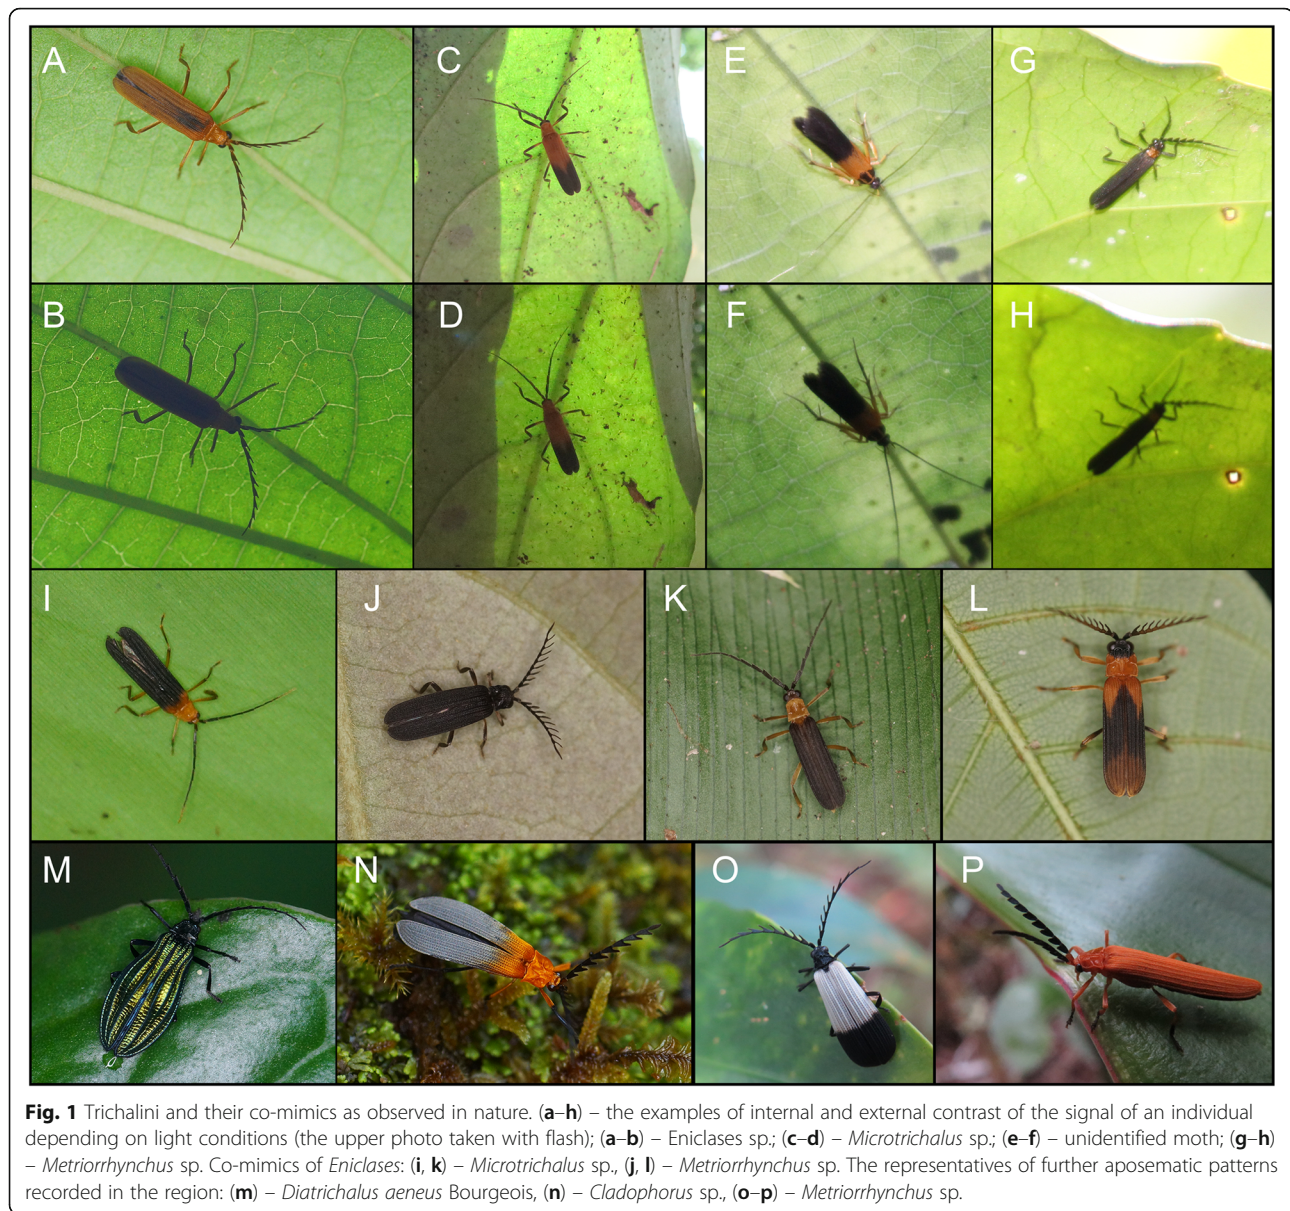 A
C
E
G
B
D
F
H
I
J
K
L
M
N
O
P
Fig. 1 Trichalini and their co-mimics as observed in nature. (a–h) – the examples of internal and external contrast of the signal of an individual
depending on light conditions (the upper photo taken with flash); (a–b) – Eniclases sp.; (c–d) – Microtrichalus sp.; (e–f) – unidentified moth; (g–h)
– Metriorrhynchus sp. Co-mimics of Eniclases: (i, k) – Microtrichalus sp., (j, l) – Metriorrhynchus sp. The representatives of further aposematic patterns
recorded in the region: (m) – Diatrichalus aeneus Bourgeois, (n) – Cladophorus sp., (o–p) – Metriorrhynchus sp.